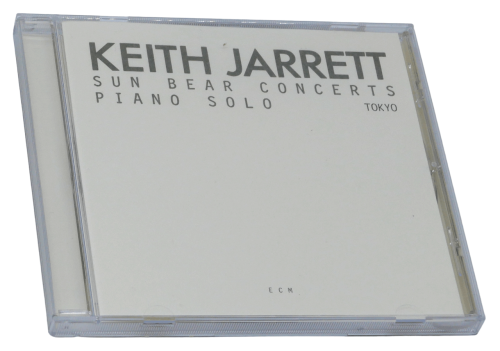 KEITH JARRETT
SUN BEAR CONCERTS
PIANO SOLO TOKYO
ECM